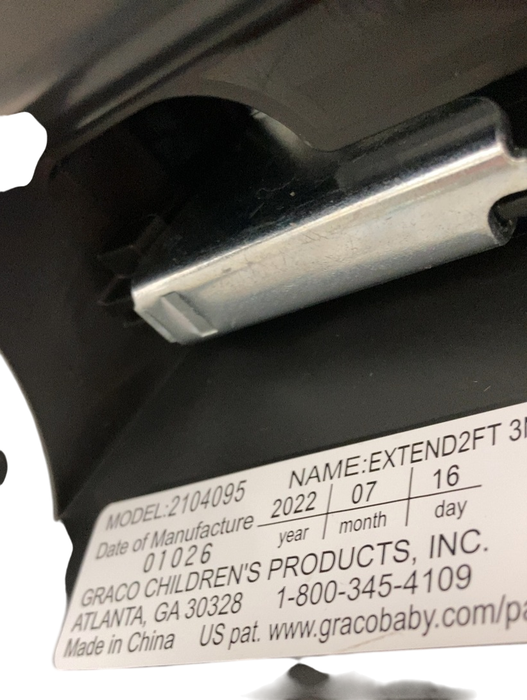 MODEL:2104095 NAME:EXTEND2FT
Date of Manufacture 2022 07 16
01026 year month day
GRACO CHILDREN'S PRODUCTS, INC.
ATLANTA, GA 30328 1-800-345-4109
Made in China US pat. www.gracobaby.com/pa